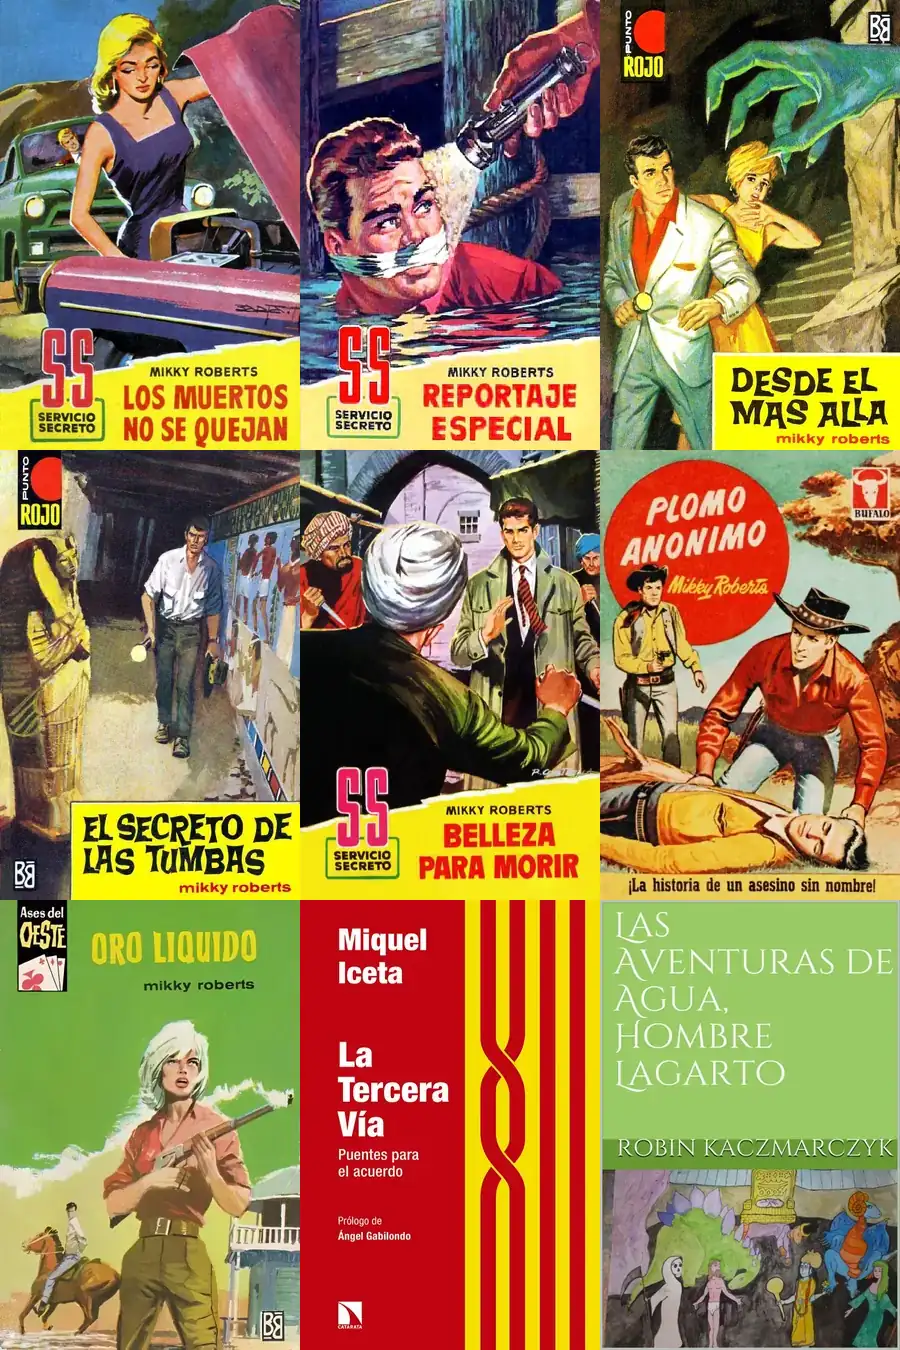 SS
SERVICIO
SECRETO
MIKKY ROBERTS
LOS MUERTOS
NO SE QUEJAN
SS
SERVICIO
SECRETO
MIKKY ROBERTS
REPORTAJE
ESPECIAL
PUNTO
ROJO
BB
DESDE EL
MAS ALLA
mikky roberts
PUNTO
ROJO
BB
EL SECRETO DE
LAS TUMBAS
mikky roberts
SS
SERVICIO
SECRETO
MIKKY ROBERTS
BELLEZA
PARA MORIR
PLOMO
ANONIMO
Mikky Roberts
BUFALO
¡La historia de un asesino sin nombre!
Ases del
OESTE
ORO LIQUIDO
mikky roberts
BB
Miquel
Iceta
La
Tercera
Vía
Puentes para
el acuerdo
Prólogo de
Ángel Gabilondo
CATARATA
Las
Aventuras de
Agua,
Hombre
Lagarto
ROBIN KACZMARCZYK